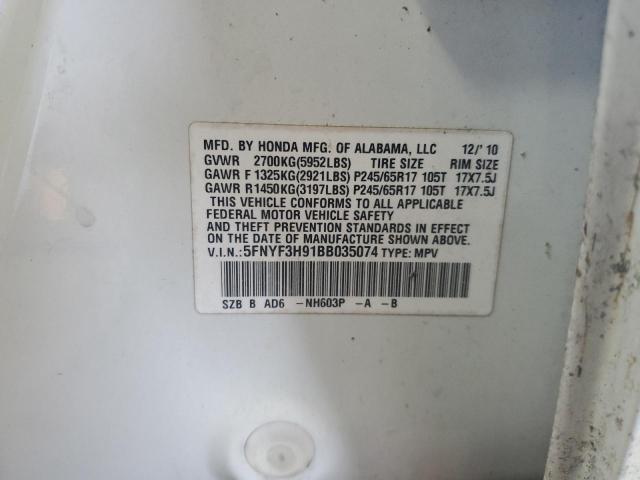 MFD. BY HONDA MFG. OF ALABAMA, LLC 12/'10
GVWR 2700KG(5952LBS) TIRE SIZE RIM SIZE
GAWR F 1325KG(2921LBS) P245/65R17 105T 17X7.5J
GAWR R1450KG(3197LBS) P245/65R17 105T 17X7.5J
THIS VEHICLE CONFORMS TO ALL APPLICABLE
FEDERAL MOTOR VEHICLE SAFETY
AND THEFT PREVENTION STANDARDS IN EFFECT
ON THE DATE OF MANUFACTURE SHOWN ABOVE.
V.I.N.: 5FNYF3H91BB035074 TYPE: MPV
SZB B AD6 -NH603P -A -B